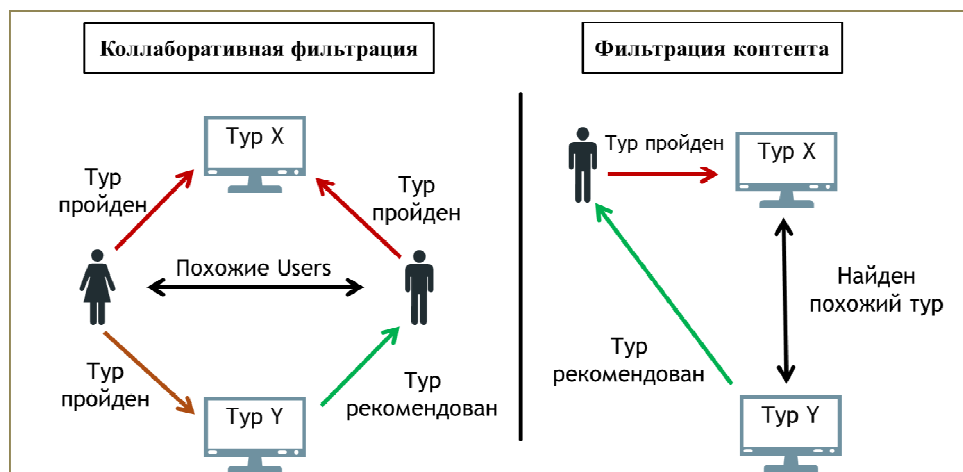 Коллаборативная фильтрация
Тур X
Тур
пройден
Тур
пройден
Похожие Users
Тур
пройден
Тур
рекомендован
Тур Y
Фильтрация контента
Тур пройден
Тур X
Найден
похожий тур
Тур
рекомендован
Тур Y